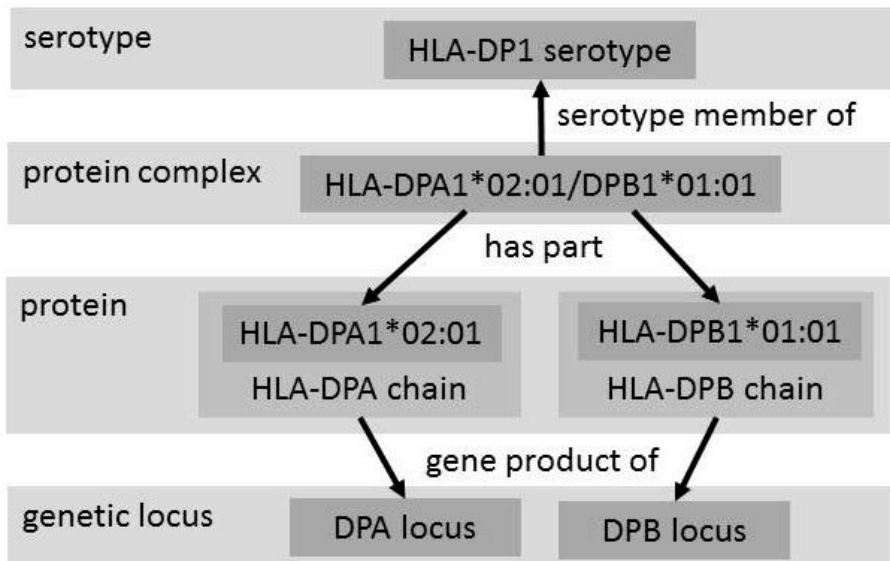 serotype
HLA-DP1 serotype
serotype member of
protein complex
HLA-DPA1*02:01/DPB1*01:01
has part
protein
HLA-DPA1*02:01
HLA-DPB1*01:01
HLA-DPA chain
HLA-DPB chain
gene product of
genetic locus
DPA locus
DPB locus